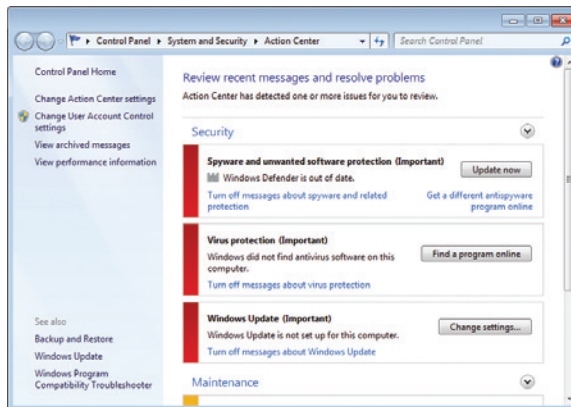 Control Panel ▸ System and Security ▸ Action Center
Search Control Panel
Control Panel Home
Change Action Center settings
Change User Account Control
settings
View archived messages
View performance information
See also
Backup and Restore
Windows Update
Windows Program
Compatibility Troubleshooter
Review recent messages and resolve problems
Action Center has detected one or more issues for you to review.
Security
Spyware and unwanted software protection (Important)
Windows Defender is out of date.
Update now
Turn off messages about spyware and related
protection
Get a different antispyware
program online
Virus protection (Important)
Windows did not find antivirus software on this
computer.
Find a program online
Turn off messages about virus protection
Windows Update (Important)
Windows Update is not set up for this computer.
Change settings...
Turn off messages about Windows Update
Maintenance